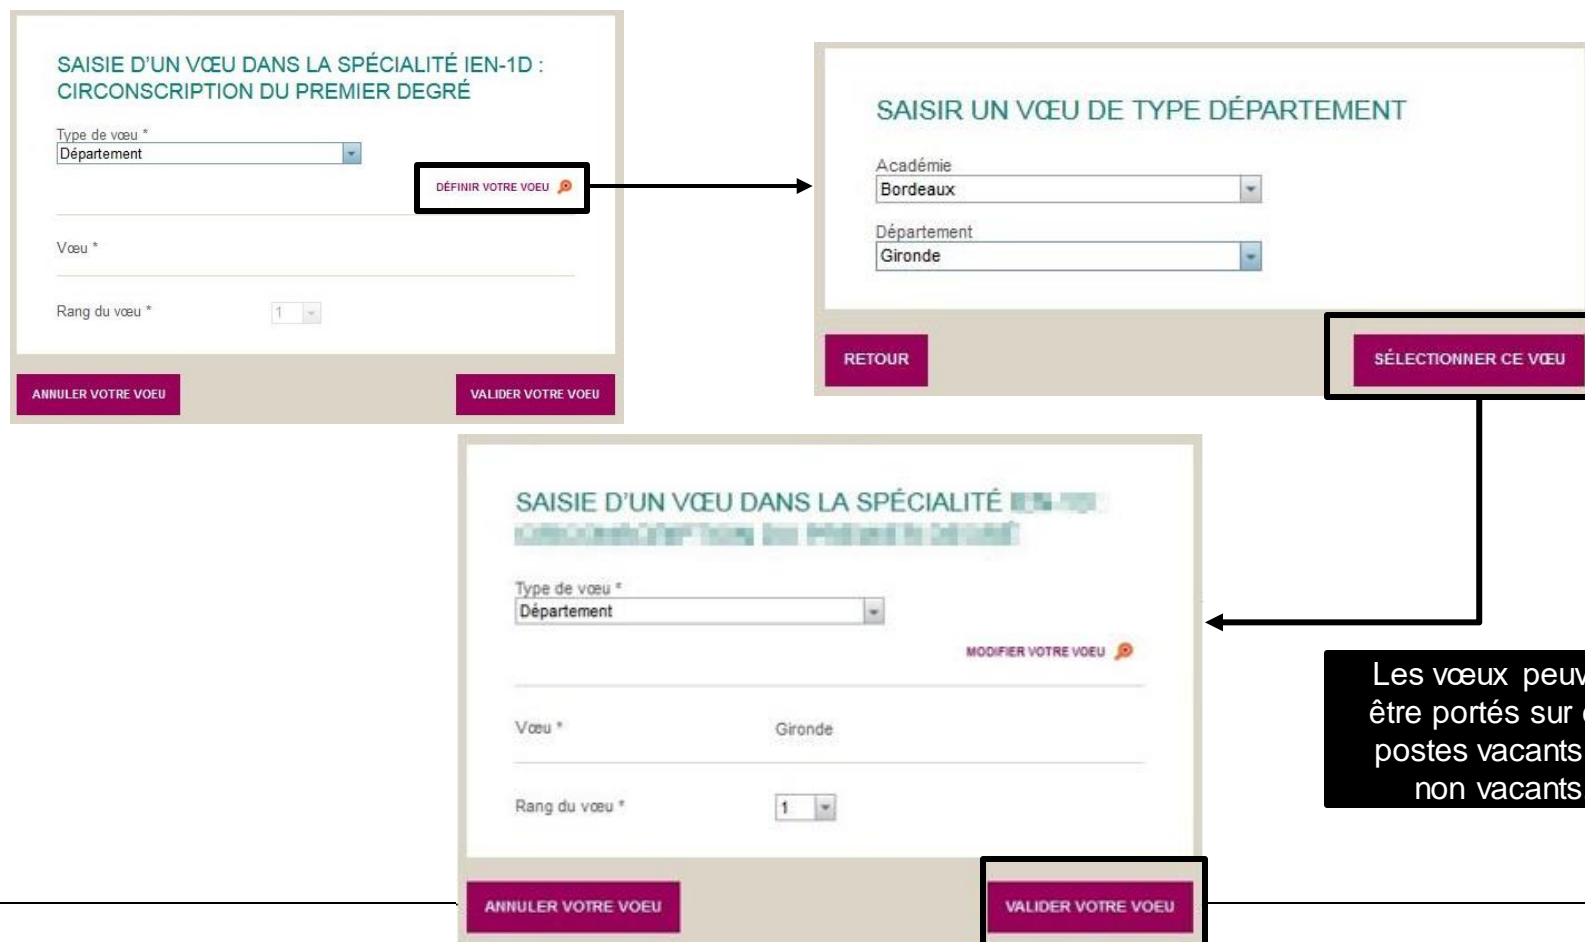 SAISIE D'UN VŒU DANS LA SPÉCIALITÉ IEN-1D :
CIRCONSCRIPTION DU PREMIER DEGRÉ
Type de vœu *
Département
DÉFINIR VOTRE VOEU
Vœu *
Rang du vœu *
1
ANNULER VOTRE VOEU
VALIDER VOTRE VOEU
SAISIR UN VŒU DE TYPE DÉPARTEMENT
Académie
Bordeaux
Département
Gironde
RETOUR
SÉLECTIONNER CE VŒU
SAISIE D'UN VŒU DANS LA SPÉCIALITÉ
Type de vœu *
Département
MODIFIER VOTRE VOEU
Vœu *
Gironde
Rang du vœu *
1
ANNULER VOTRE VOEU
VALIDER VOTRE VOEU
Les vœux
être portés sur
postes vacants
non vacants